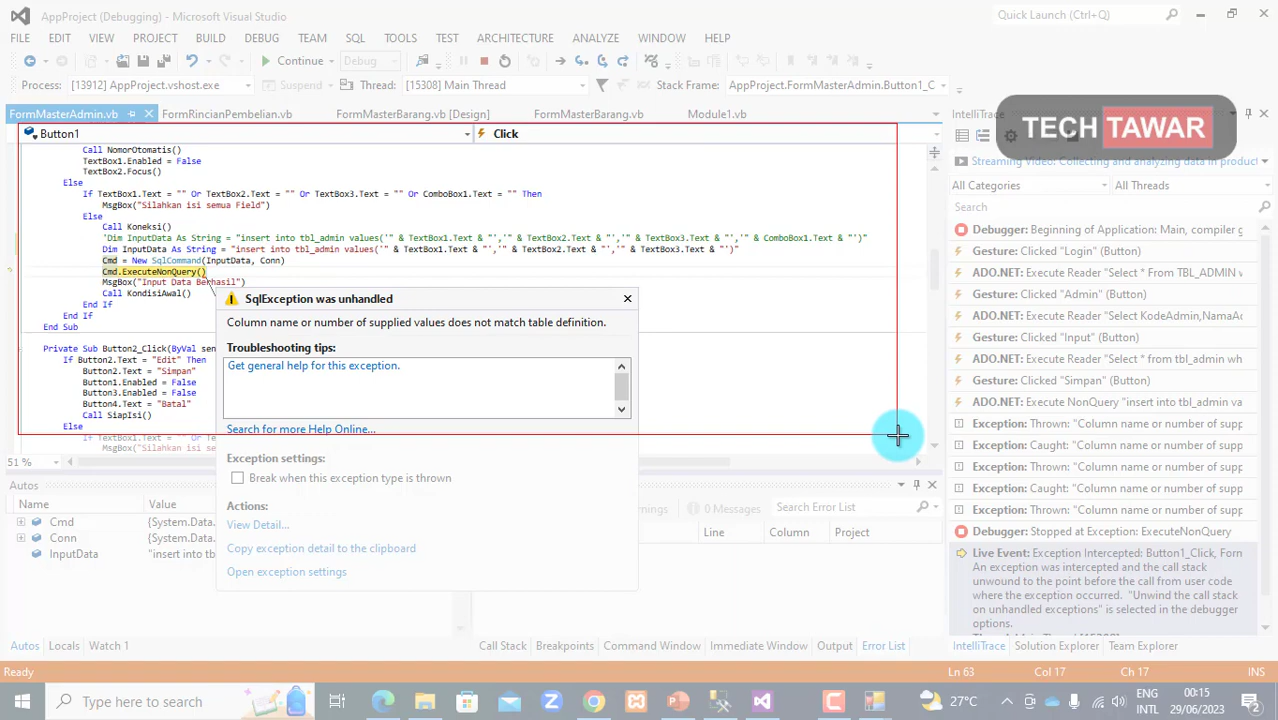 AppProject (Debugging) - Microsoft Visual Studio
Quick Launch (Ctrl+Q)
FILE EDIT VIEW PROJECT BUILD DEBUG TEAM SQL TOOLS TEST ARCHITECTURE ANALYZE WINDOW HELP
Continue Debug
Process: [13912] AppProject.vshost.exe Suspend Thread: [15308] Main Thread Stack Frame: AppProject.FormMasterAdmin.Button1_C
FormMasterAdmin.vb FormRincianPembelian.vb FormMasterBarang.vb [Design] FormMasterBarang.vb Module1.vb
Button1 Click
Call NomorOtomatis()
TextBox1.Enabled = False
TextBox2.Focus()
Else
If TextBox1.Text = "" Or TextBox2.Text = "" Or TextBox3.Text = "" Or ComboBox1.Text = "" Then
MsgBox("Silahkan isi semua Field")
Else
Call Koneksi()
'Dim InputData As String = "insert into tbl_admin values('" & TextBox1.Text & "','" & TextBox2.Text & "','" & TextBox3.Text & "','" & ComboBox1.Text & "')"
Dim InputData As String = "insert into tbl_admin values('" & TextBox1.Text & "','" & TextBox2.Text & "','" & TextBox3.Text & "')"
Cmd = New SqlCommand(InputData, Conn)
Cmd.ExecuteNonQuery()
MsgBox("Input Data Berhasil")
Call KondisiAwal()
End If
End If
End Sub
Private Sub Button2_Click(ByVal sen
If Button2.Text = "Edit" Then
Button2.Text = "Simpan"
Button1.Enabled = False
Button3.Enabled = False
Button4.Text = "Batal"
Call SiapIsi()
Else
If TextBox1.Text = "" Or Te
MsgBox("Silahkan isi se
51 %
SqlException was unhandled
Column name or number of supplied values does not match table definition.
Troubleshooting tips:
Get general help for this exception.
Search for more Help Online...
Exception settings:
Break when this exception type is thrown
Actions:
View Detail...
Copy exception detail to the clipboard
Open exception settings
Autos
Name Value
Cmd {System.Data.
Conn {System.Data.
InputData "insert into tb
0 Messages Search Error List
Line Column Project
Autos Locals Watch 1
Call Stack Breakpoints Command Window Immediate Window Output Error List
IntelliTrace
TECH TAWAR
Streaming Video: Collecting and analyzing data in product
All Categories All Threads
Search
Debugger: Beginning of Application: Main, compiler g
Gesture: Clicked "Login" (Button)
ADO.NET: Execute Reader "Select * From TBL_ADMIN
Gesture: Clicked "Admin" (Button)
ADO.NET: Execute Reader "Select KodeAdmin,NamaAc
Gesture: Clicked "Input" (Button)
ADO.NET: Execute Reader "Select * from tbl_admin wh
Gesture: Clicked "Simpan" (Button)
ADO.NET: Execute NonQuery "insert into tbl_admin va
Exception: Thrown: "Column name or number of supp
Exception: Caught: "Column name or number of supp
Exception: Thrown: "Column name or number of supp
Exception: Caught: "Column name or number of supp
Exception: Thrown: "Column name or number of supp
Debugger: Stopped at Exception: ExecuteNonQuery
Live Event: Exception Intercepted: Button1_Click, Form
An exception was intercepted and the call stack
unwound to the point before the call from user code
where the exception occurred. "Unwind the call stack
on unhandled exceptions" is selected in the debugger
options.
IntelliTrace Solution Explorer Team Explorer
Ready Ln 63 Col 17 Ch 17 INS
Type here to search
27°C
ENG
INTL
00:15
29/06/2023
2